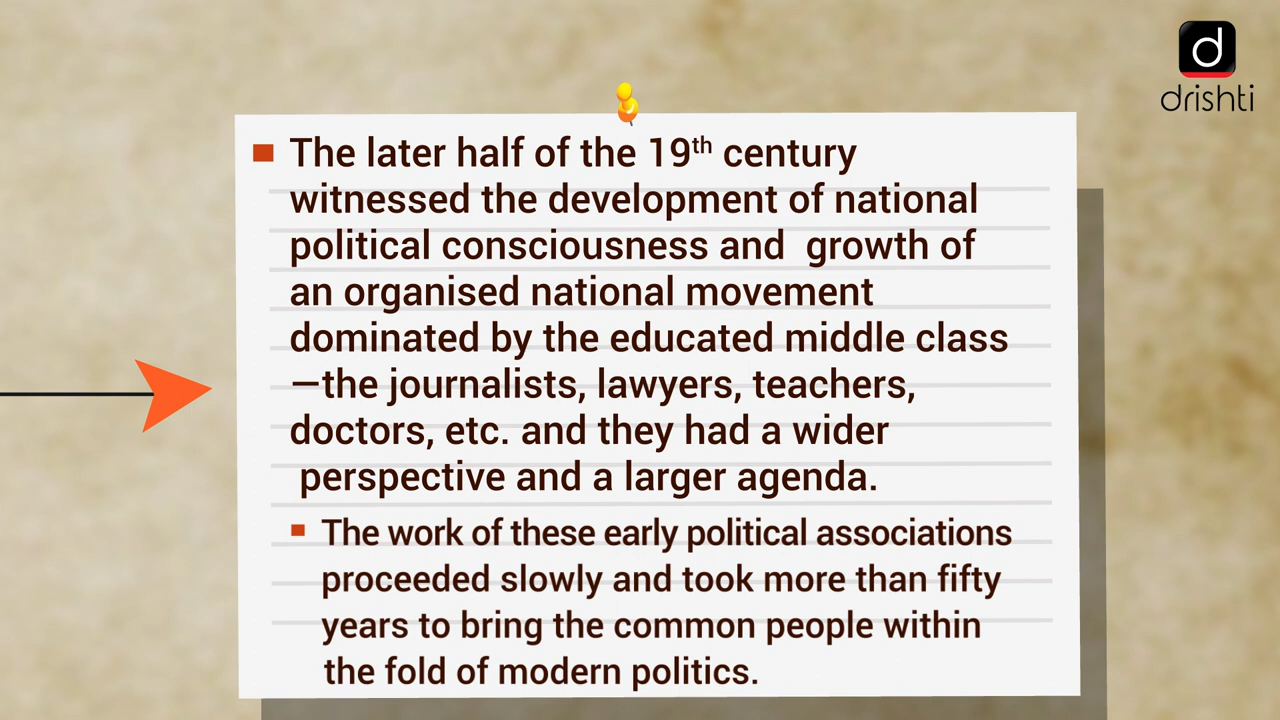 d
drishti
The later half of the 19th century
witnessed the development of national
political consciousness and growth of
an organised national movement
dominated by the educated middle class
—the journalists, lawyers, teachers,
doctors, etc. and they had a wider
perspective and a larger agenda.
The work of these early political associations
proceeded slowly and took more than fifty
years to bring the common people within
the fold of modern politics.